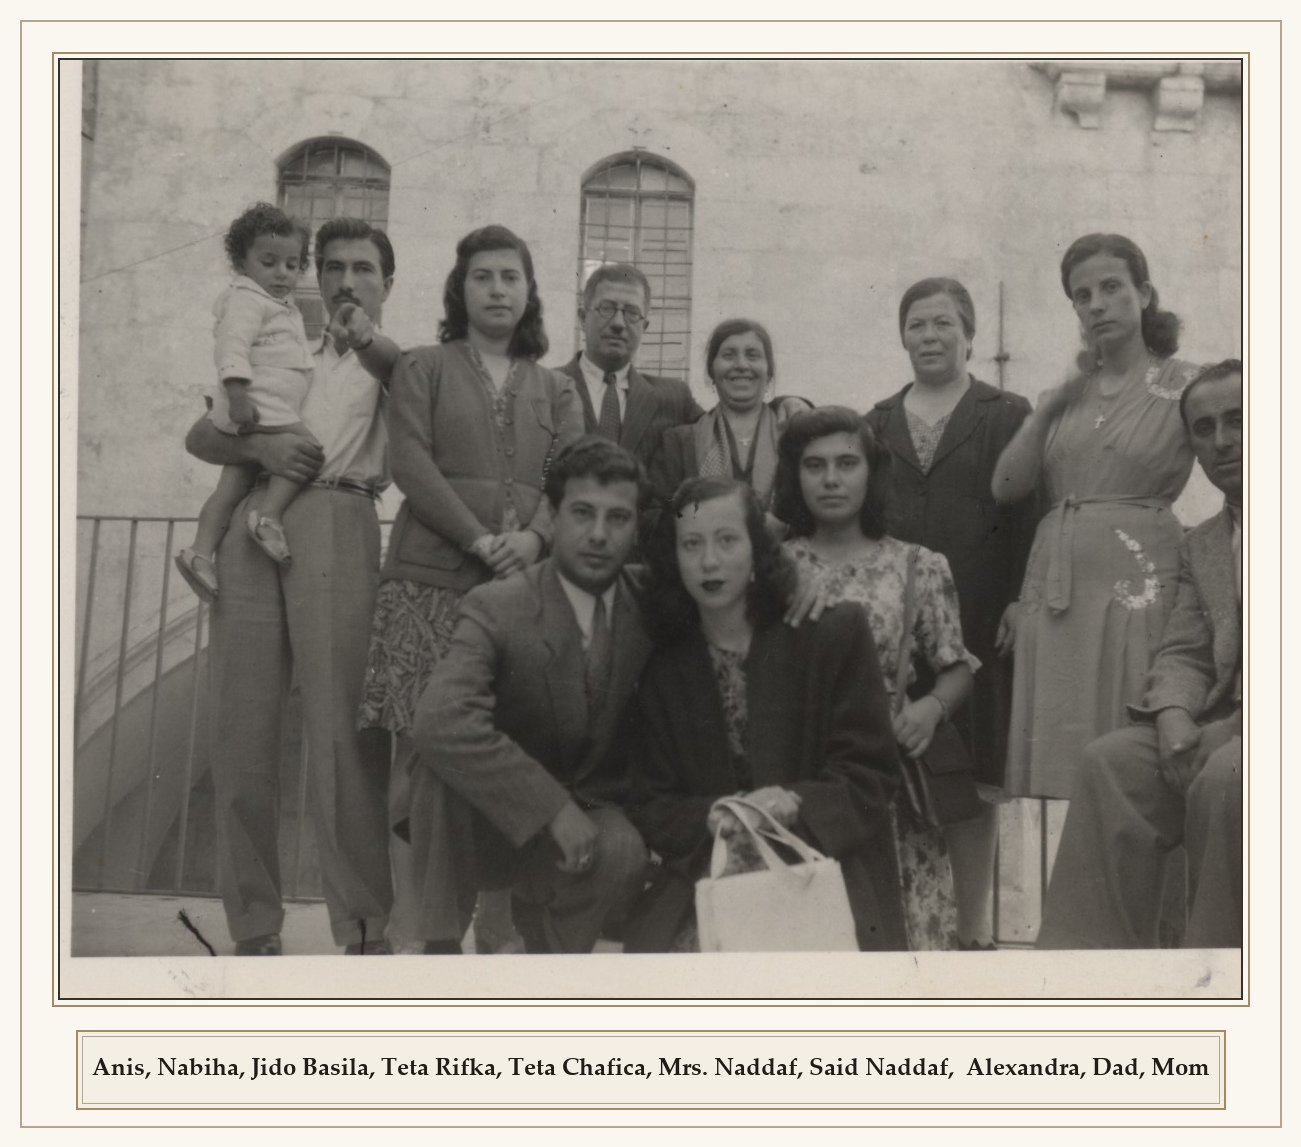 Anis, Nabiha, Jido Basila, Teta Rifka, Teta Chafica, Mrs. Naddaf, Said Naddaf, Alexandra, Dad, Mom